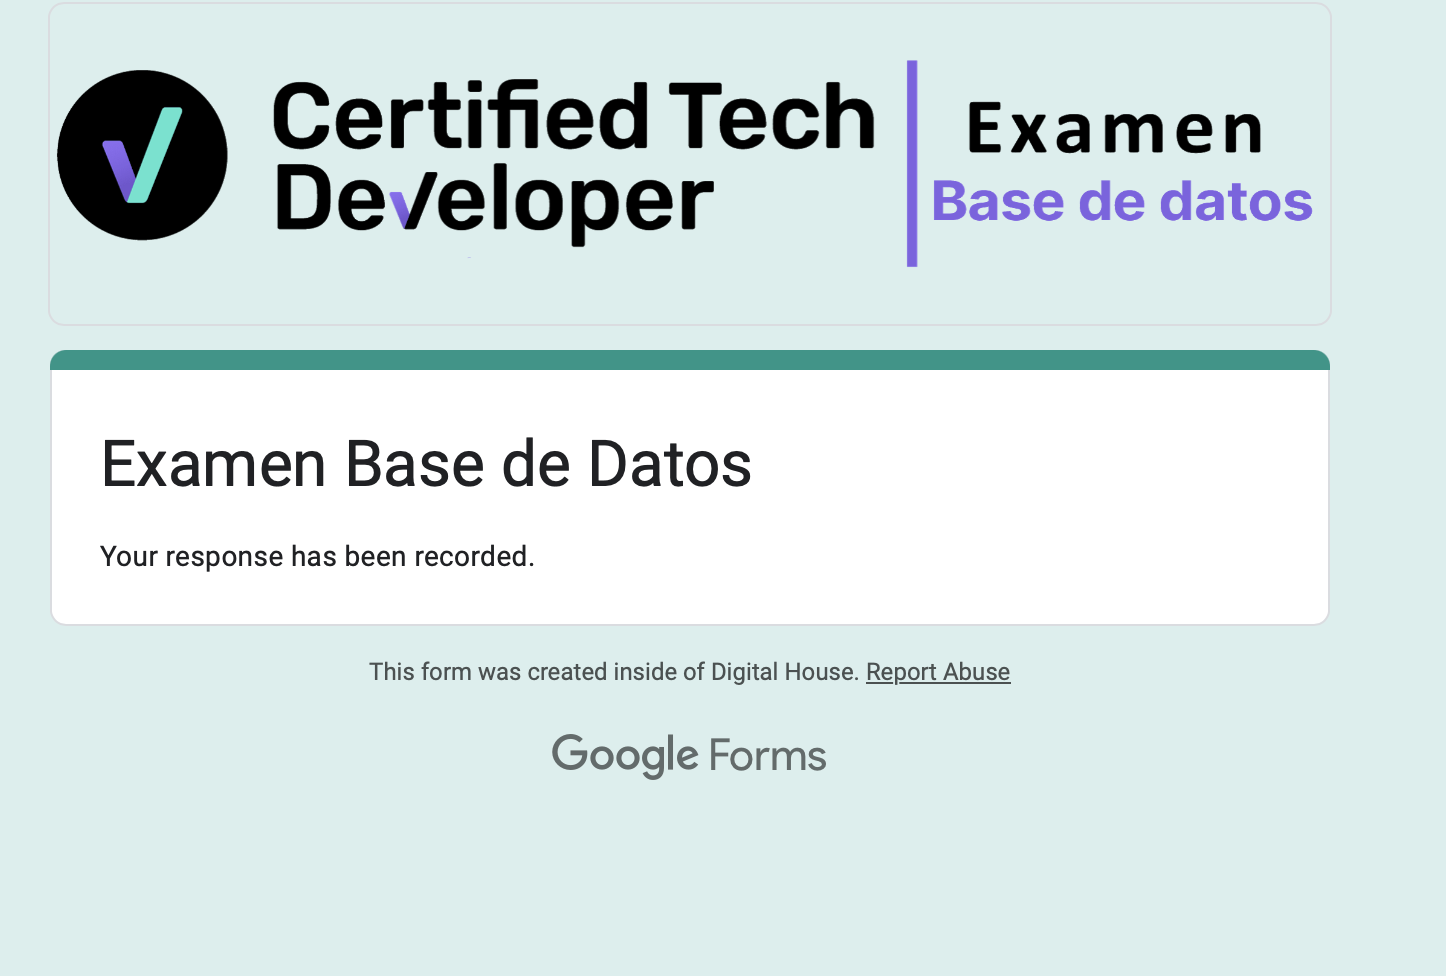 Certified Tech
Developer
Examen
Base de datos
Examen Base de Datos
Your response has been recorded.
This form was created inside of Digital House. Report Abuse
Google Forms